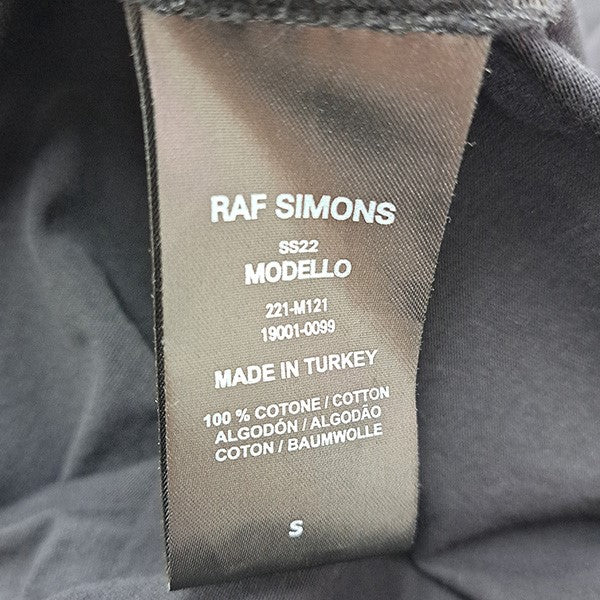 RAF SIMONS
SS22
MODELLO
221-M121
19001-0099
MADE IN TURKEY
100 % COTONE / COTTON
ALGODÓN / ALGODÃO
COTON / BAUMWOLLE
S